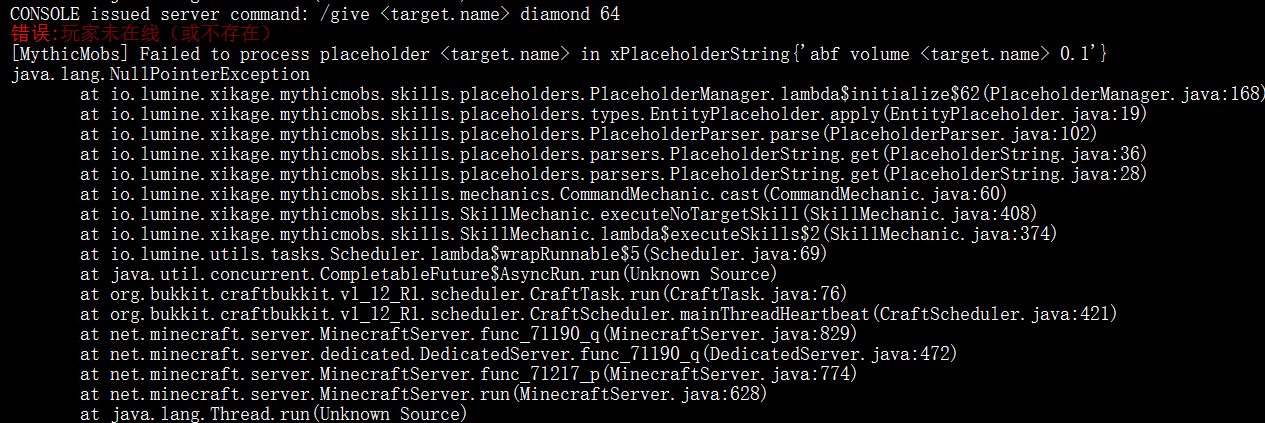 CONSOLE issued server command: /give <target.name> diamond 64
错误:玩家未在线（或不存在）
[MythicMobs] Failed to process placeholder <target.name> in xPlaceholderString{'abf volume <target.name> 0.1'}
java.lang.NullPointerException
at io.lumine.xikage.mythicmobs.skills.placeholders.PlaceholderManager.lambda$initialize$62(PlaceholderManager.java:168)
at io.lumine.xikage.mythicmobs.skills.placeholders.types.EntityPlaceholder.apply(EntityPlaceholder.java:19)
at io.lumine.xikage.mythicmobs.skills.placeholders.PlaceholderParser.parse(PlaceholderParser.java:102)
at io.lumine.xikage.mythicmobs.skills.placeholders.parsers.PlaceholderString.get(PlaceholderString.java:36)
at io.lumine.xikage.mythicmobs.skills.placeholders.parsers.PlaceholderString.get(PlaceholderString.java:28)
at io.lumine.xikage.mythicmobs.skills.mechanics.CommandMechanic.cast(CommandMechanic.java:60)
at io.lumine.xikage.mythicmobs.skills.SkillMechanic.executeNoTargetSkill(SkillMechanic.java:408)
at io.lumine.xikage.mythicmobs.skills.SkillMechanic.lambda$executeSkills$2(SkillMechanic.java:374)
at io.lumine.utils.tasks.Scheduler.lambda$wrapRunnable$5(Scheduler.java:69)
at java.util.concurrent.CompletableFuture$AsyncRun.run(Unknown Source)
at org.bukkit.craftbukkit.v1_12_R1.scheduler.CraftTask.run(CraftTask.java:76)
at org.bukkit.craftbukkit.v1_12_R1.scheduler.CraftScheduler.mainThreadHeartbeat(CraftScheduler.java:421)
at net.minecraft.server.MinecraftServer.func_71190_q(MinecraftServer.java:829)
at net.minecraft.server.dedicated.DedicatedServer.func_71190_q(DedicatedServer.java:472)
at net.minecraft.server.MinecraftServer.func_71217_p(MinecraftServer.java:774)
at net.minecraft.server.MinecraftServer.run(MinecraftServer.java:628)
at java.lang.Thread.run(Unknown Source)